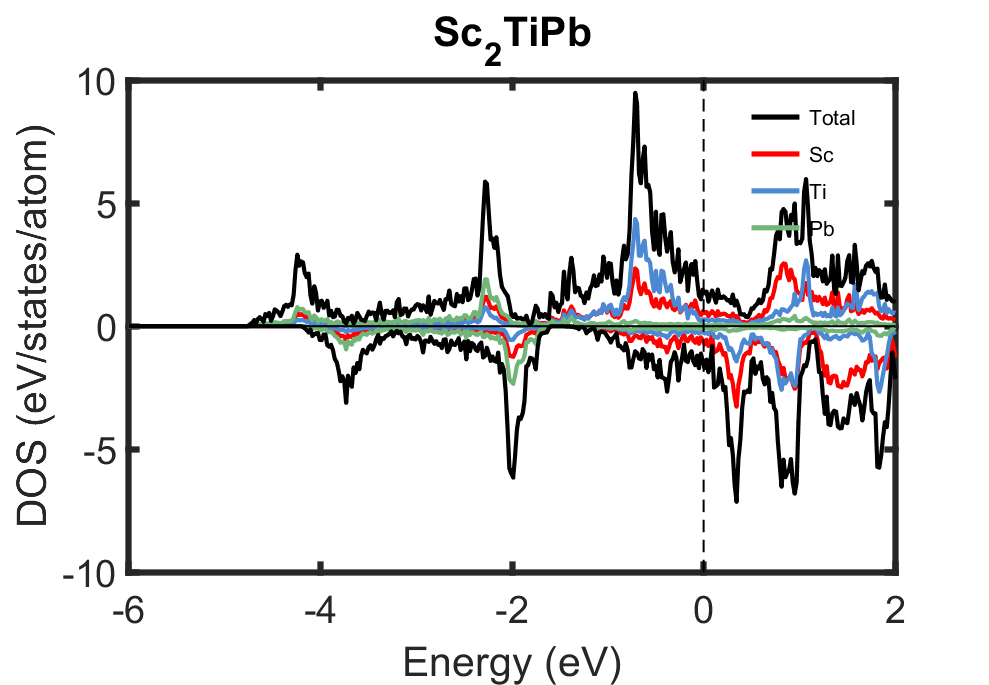 Sc2TiPb
10
5
0
-5
-10
DOS (eV/states/atom)
Total
Sc
Ti
Pb
-6 -4 -2 0 2
Energy (eV)